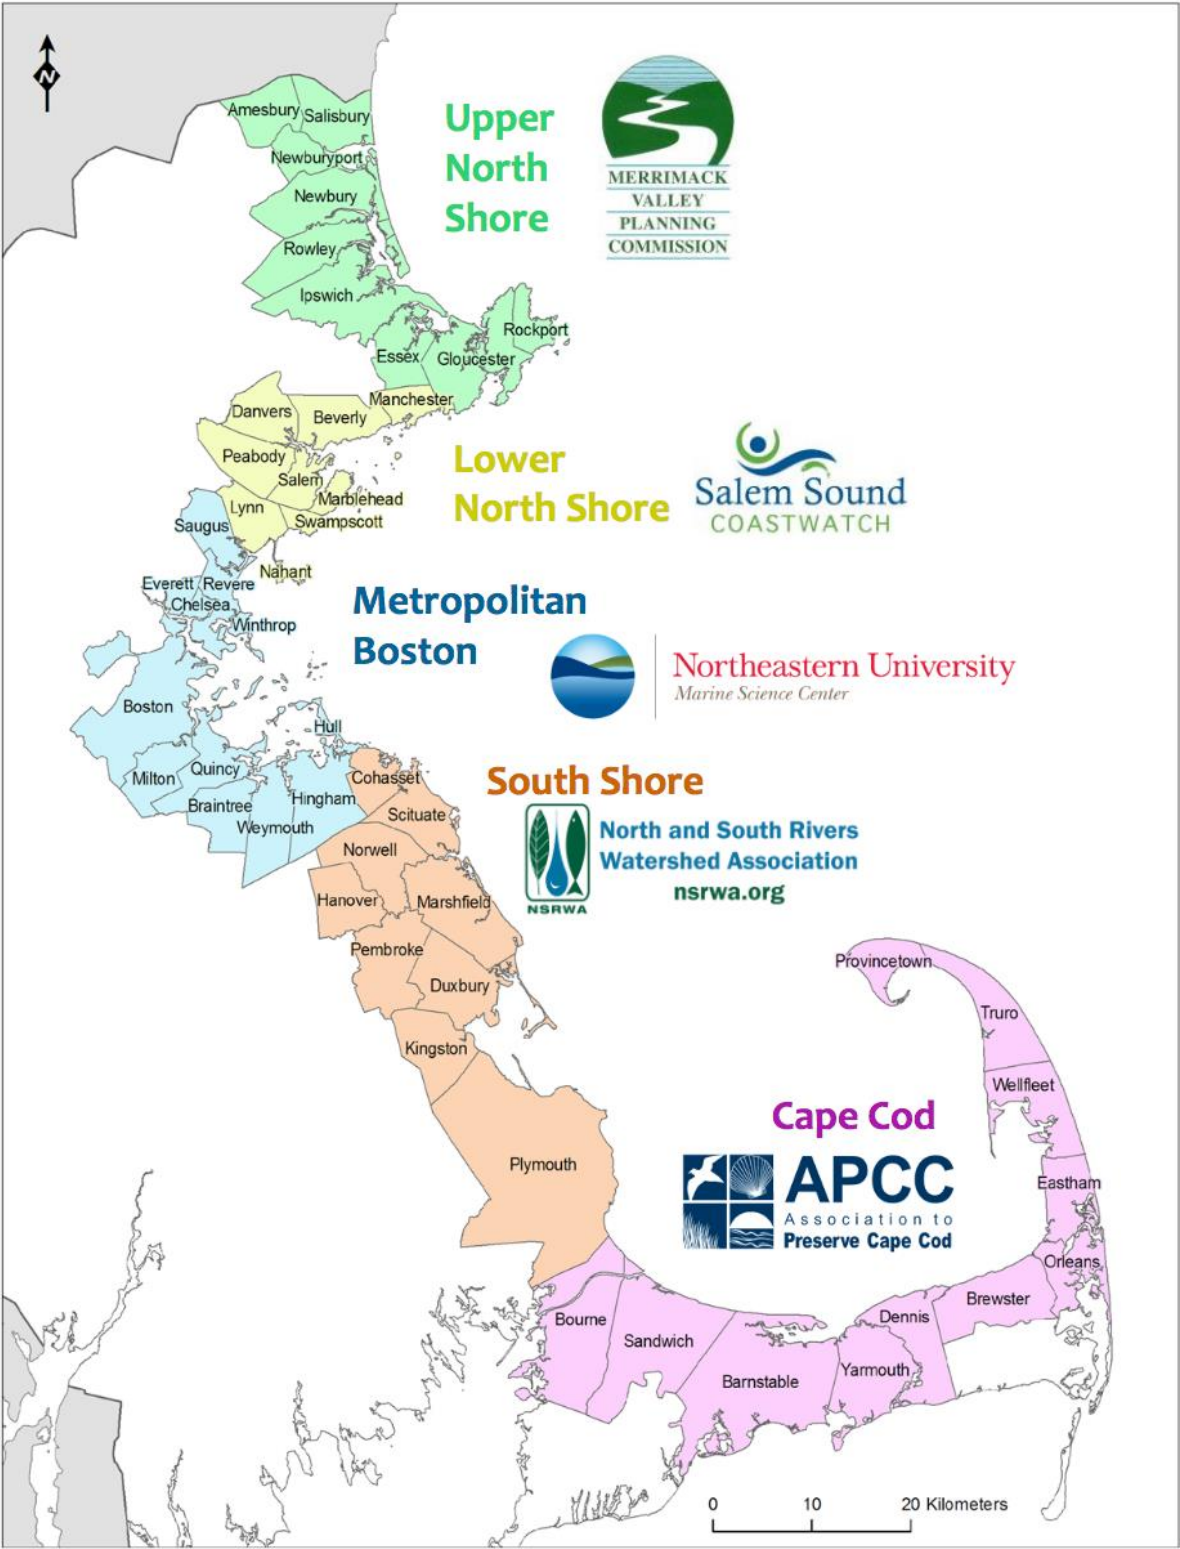 N
Amesbury
Salisbury
Newburyport
Newbury
Rowley
Ipswich
Rockport
Essex
Gloucester
Upper
North
Shore
MERRIMACK
VALLEY
PLANNING
COMMISSION
Manchester
Danvers
Beverly
Peabody
Salem
Marblehead
Lynn
Swampscott
Nahant
Lower
North Shore
Salem Sound
COASTWATCH
Saugus
Everett
Revere
Chelsea
Winthrop
Boston
Hull
Milton
Quincy
Braintree
Hingham
Weymouth
Metropolitan
Boston
Northeastern University
Marine Science Center
Cohasset
Scituate
Norwell
Hanover
Marshfield
Pembroke
Duxbury
Kingston
Plymouth
South Shore
North and South Rivers
Watershed Association
nsrwa.org
NSRWA
Provincetown
Truro
Wellfleet
Eastham
Orleans
Brewster
Dennis
Yarmouth
Barnstable
Sandwich
Bourne
Cape Cod
APCC
Association to
Preserve Cape Cod
0 10 20 Kilometers